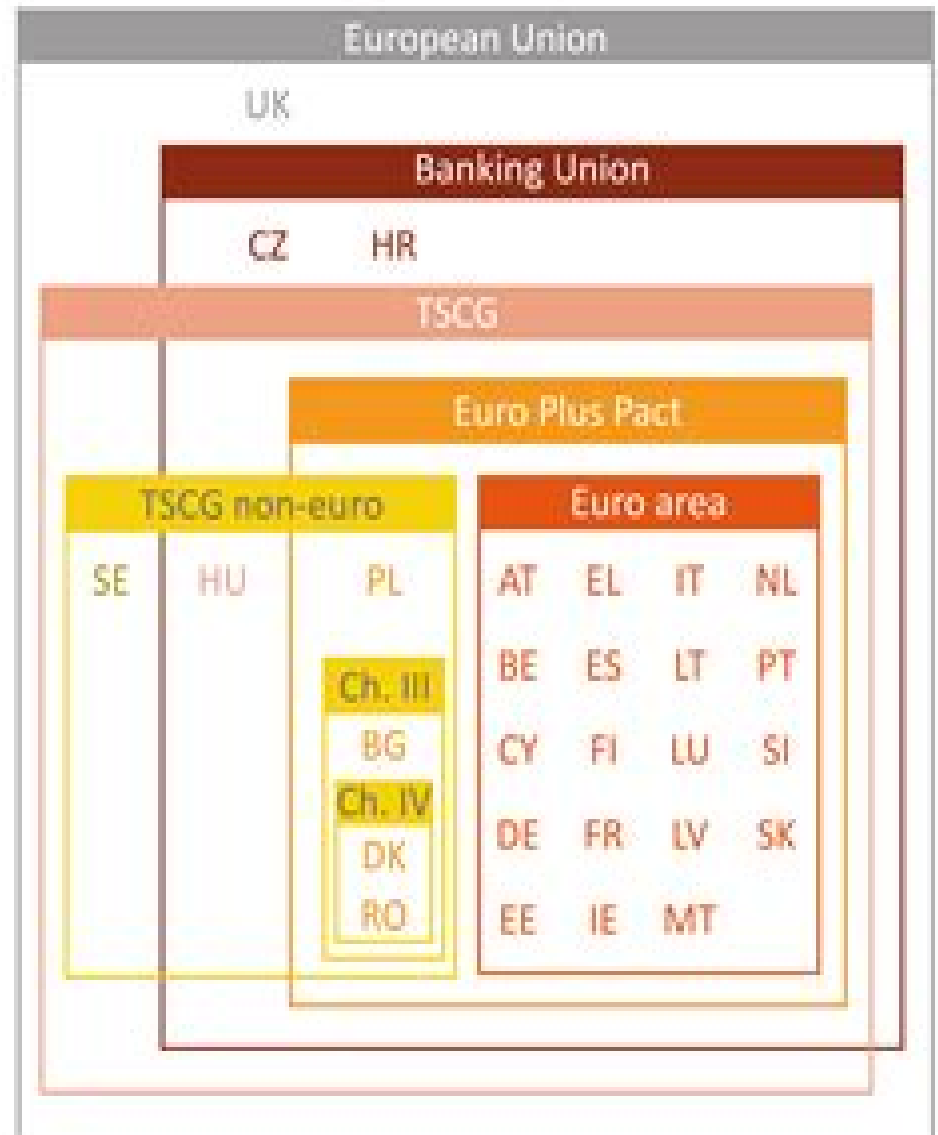 European Union
UK
Banking Union
CZ HR
TSCG
Euro Plus Pact
TSCG non-euro Euro area
SE HU PL AT EL IT NL
Ch. III BE ES LT PT
BG CY FI LU SI
Ch. IV
DK DE FR LV SK
RO EE IE MT